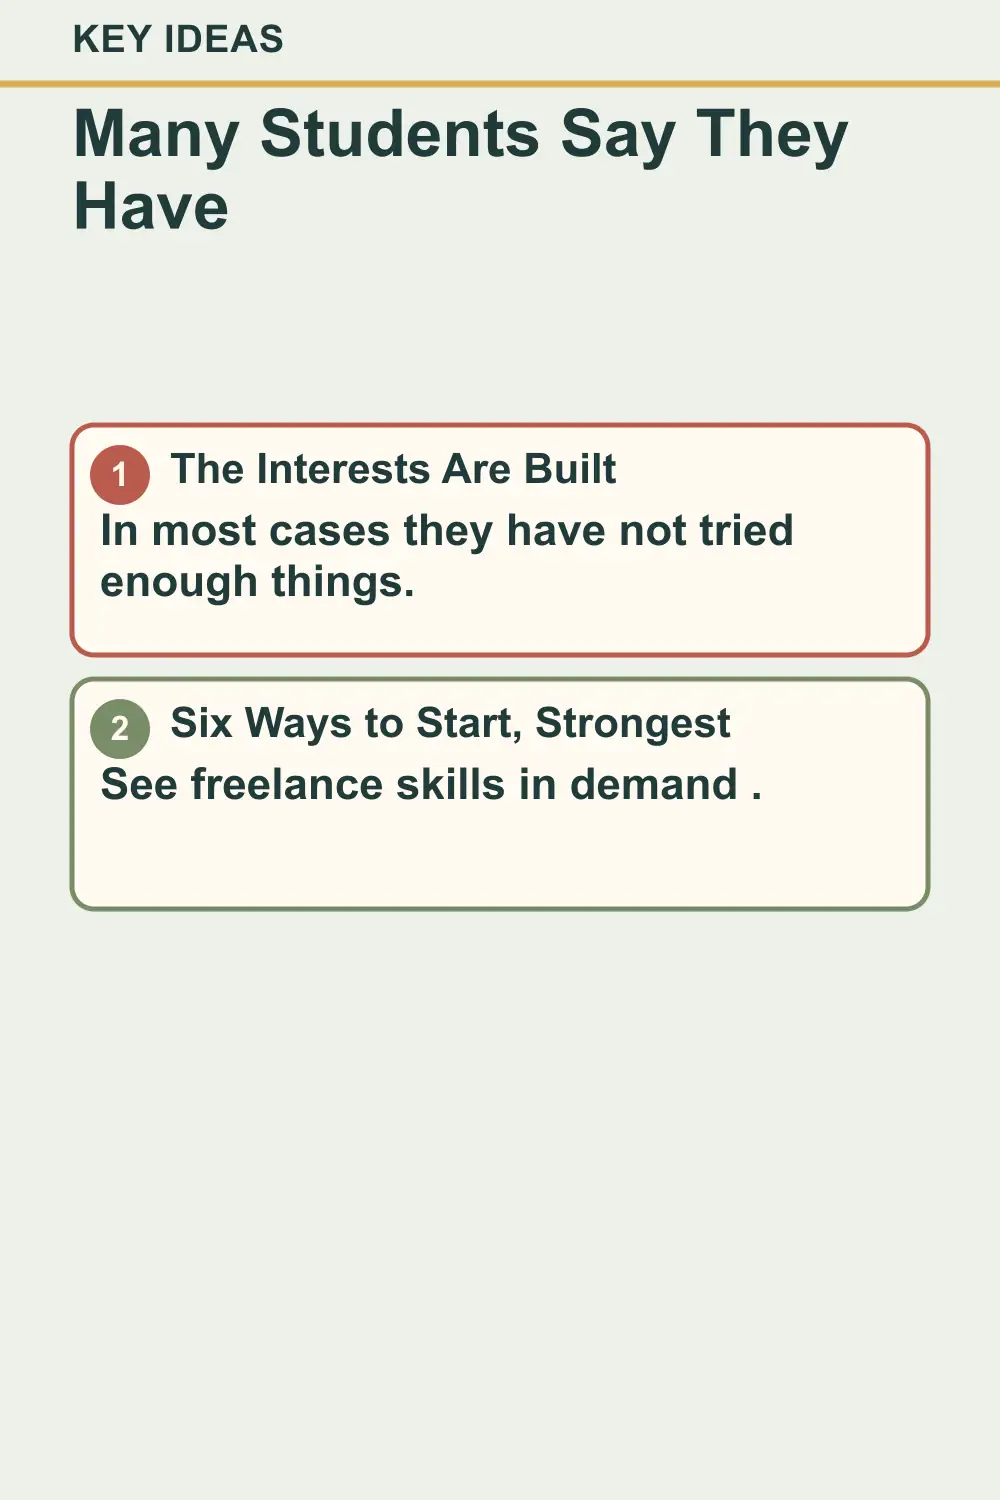 KEY IDEAS
Many Students Say They
Have
1 The Interests Are Built
In most cases they have not tried
enough things.
2 Six Ways to Start, Strongest
See freelance skills in demand .